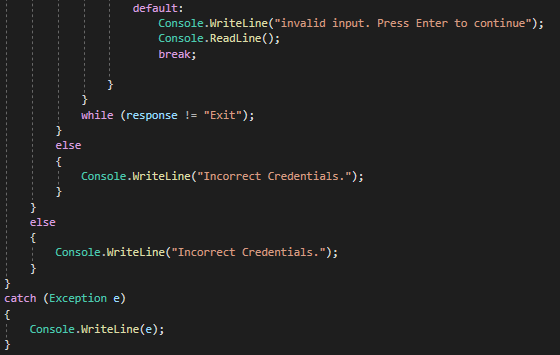 default:
Console.WriteLine("invalid input. Press Enter to continue");
Console.ReadLine();
break;
}
}
while (response != "Exit");
}
else
{
Console.WriteLine("Incorrect Credentials.");
}
}
else
{
Console.WriteLine("Incorrect Credentials.");
}
}
catch (Exception e)
{
Console.WriteLine(e);
}